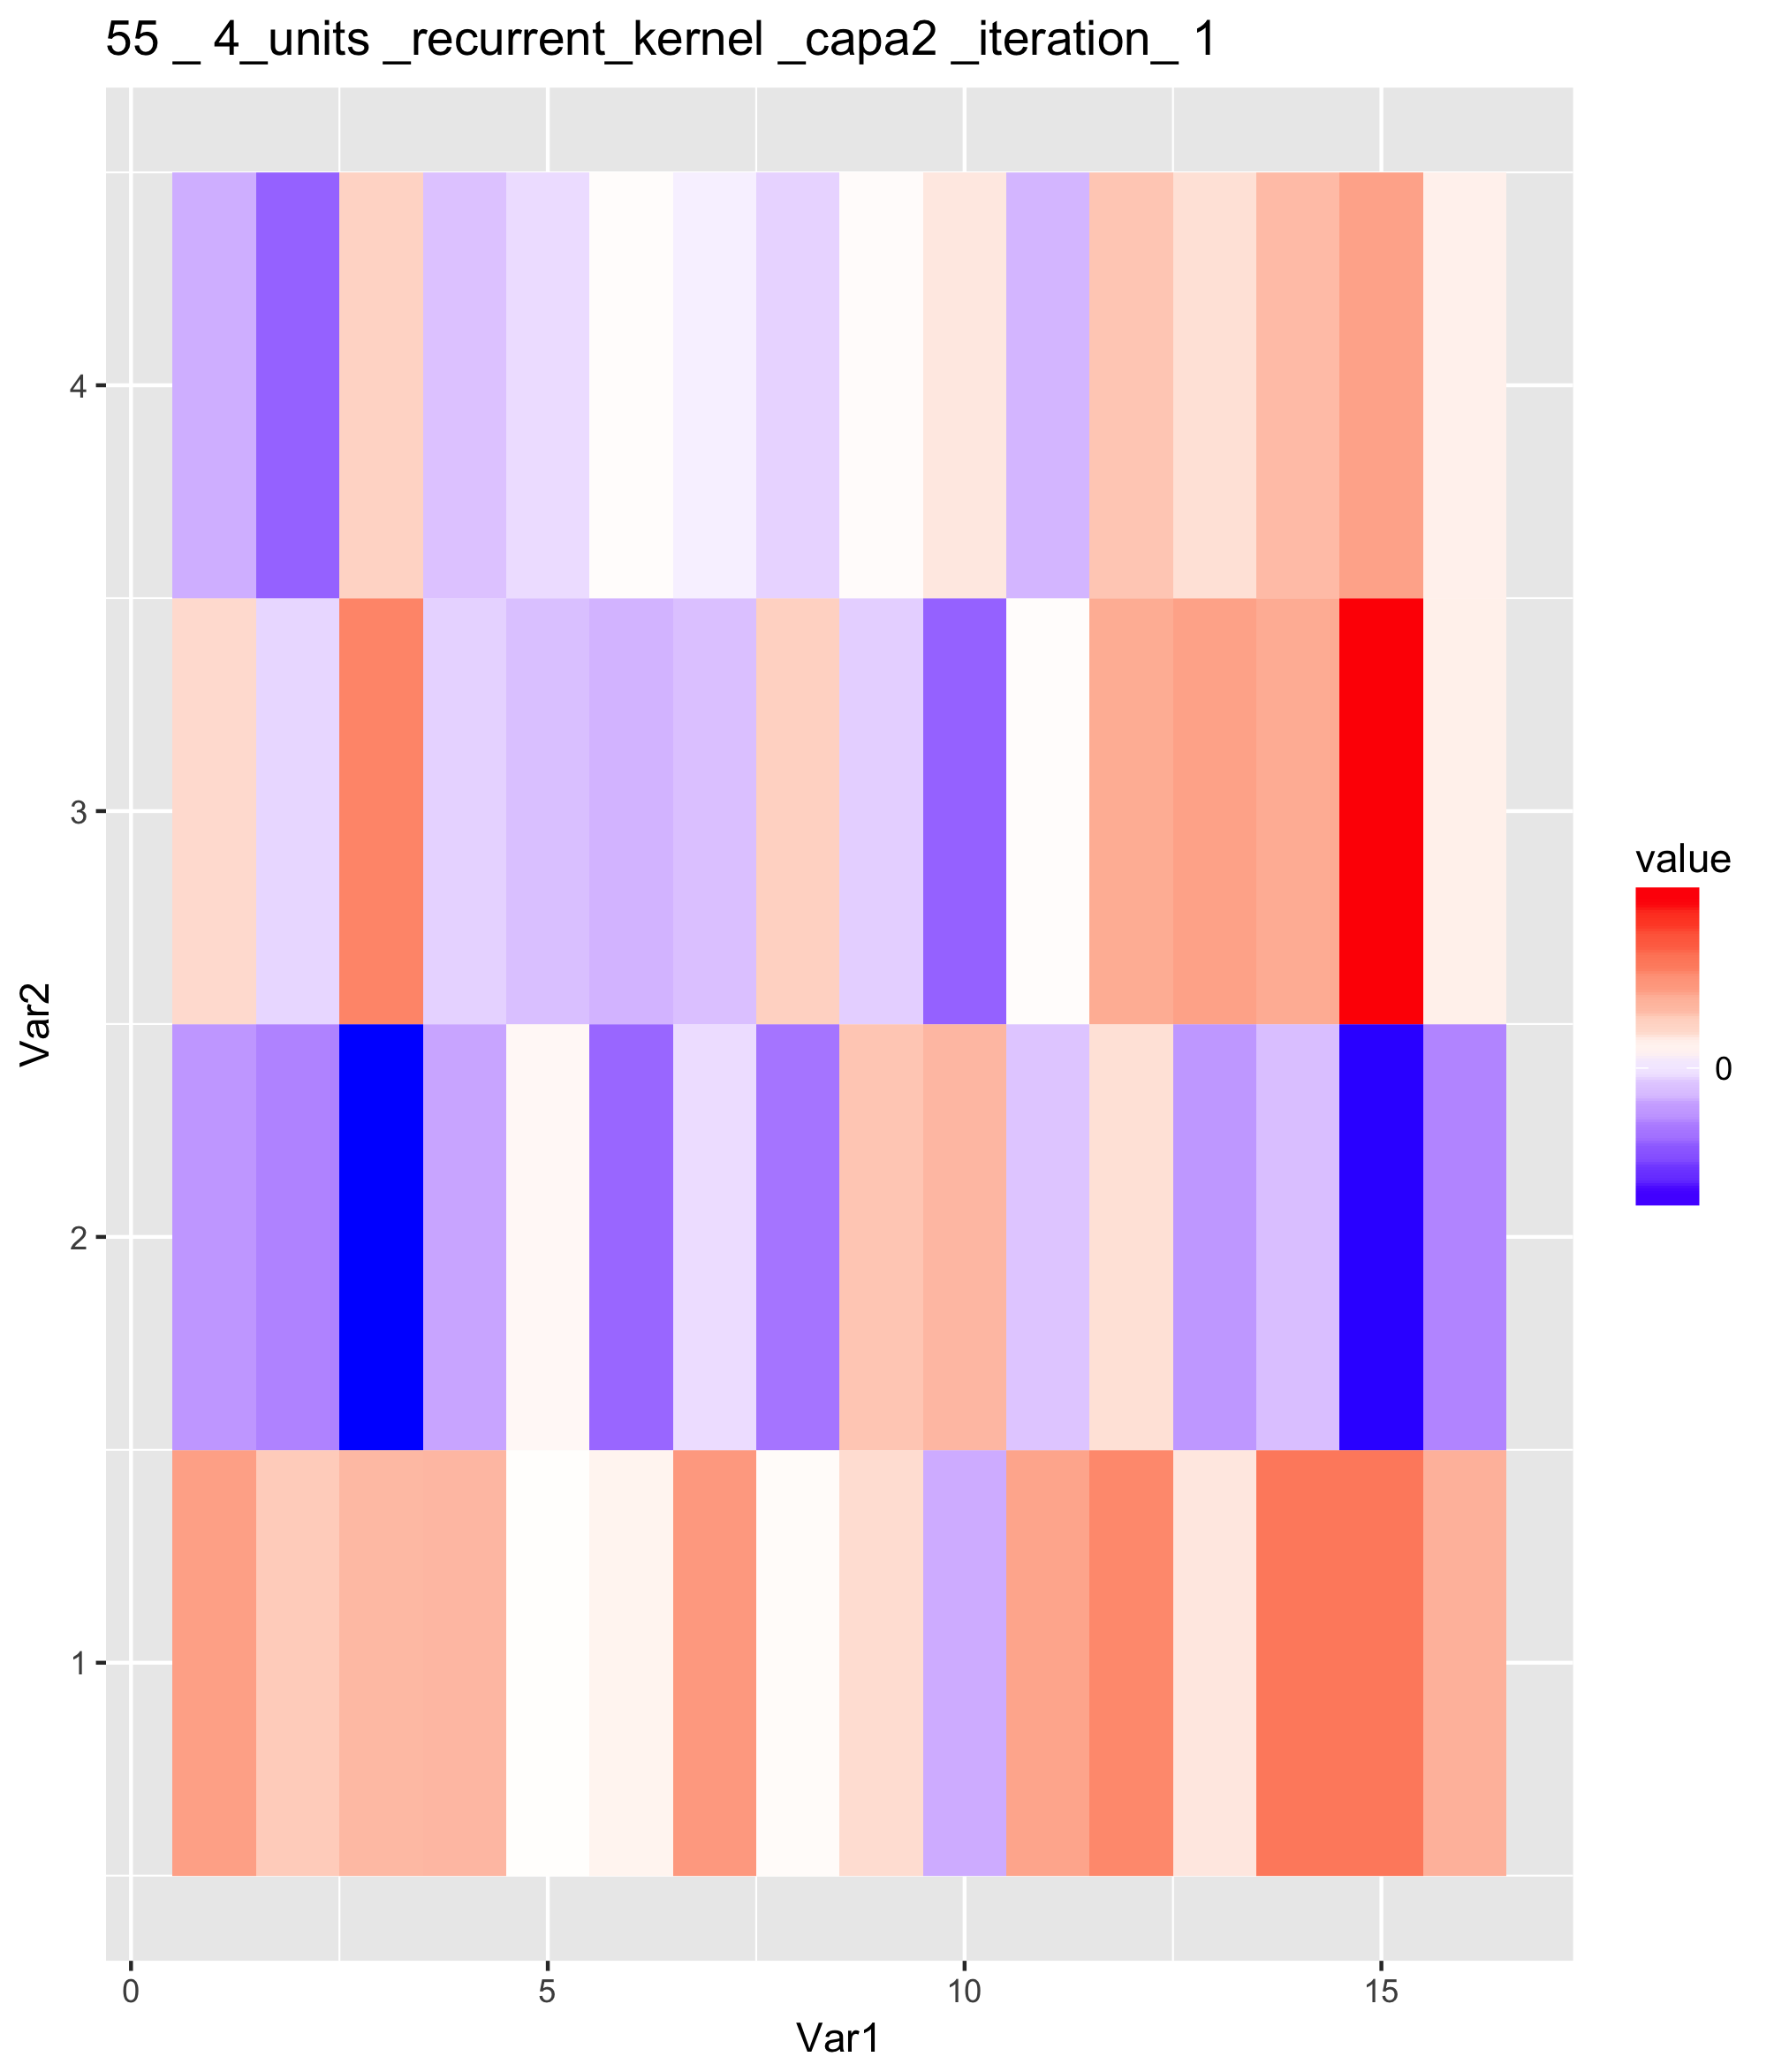 55 _ 4_units _recurrent_kernel _capa2 _iteration_ 1
4
3
2
1
Var2
0 5 10 15
Var1
value
0